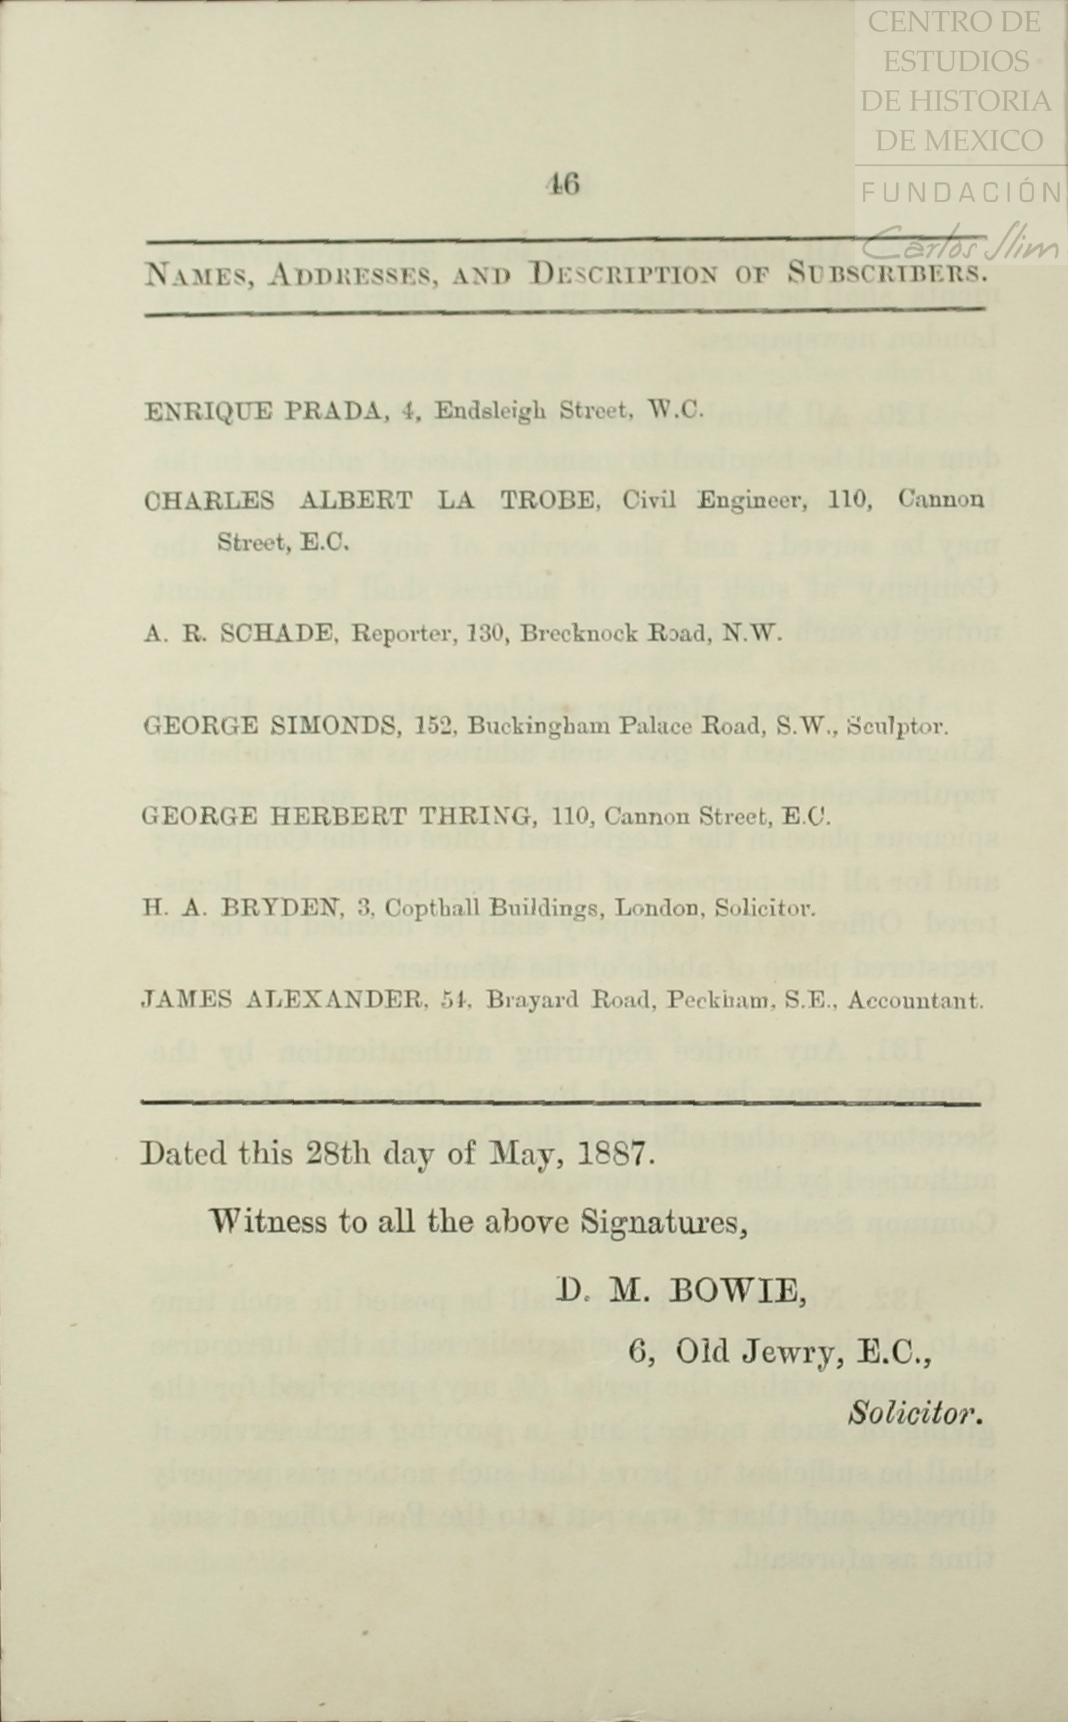 CENTRO DE
ESTUDIOS
DE HISTORIA
DE MEXICO
FUNDACIÓN
Carlos Slim
46
NAMES, ADDRESSES, AND DESCRIPTION OF SUBSCRIBERS.
ENRIQUE PRADA, 4, Endsleigh Street, W.C.
CHARLES ALBERT LA TROBE, Civil Engineer, 110, Cannon
Street, E.C.
A. R. SCHADE, Reporter, 130, Brecknock Road, N.W.
GEORGE SIMONDS, 152, Buckingham Palace Road, S.W., Sculptor.
GEORGE HERBERT THRING, 110, Cannon Street, E.C.
H. A. BRYDEN, 3, Copthall Buildings, London, Solicitor.
JAMES ALEXANDER, 54, Brayard Road, Peckham, S.E., Accountant.
Dated this 28th day of May, 1887.
Witness to all the above Signatures,
D. M. BOWIE,
6, Old Jewry, E.C.,
Solicitor.